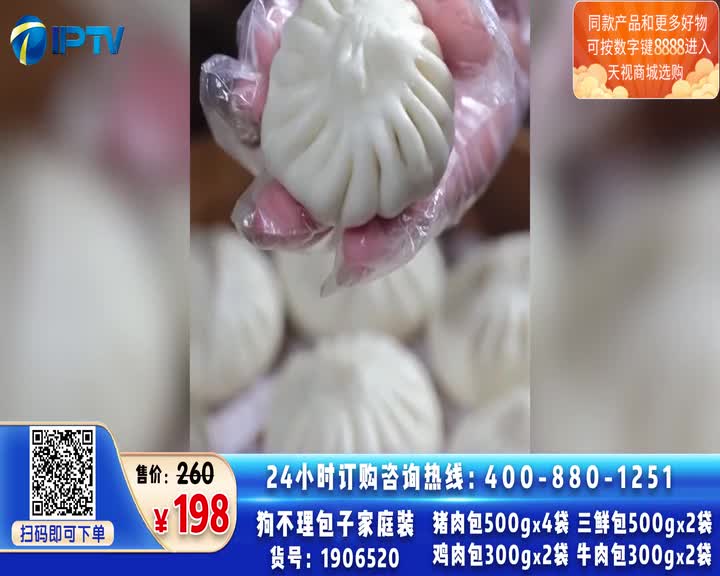 IPTV
同款产品和更多好物
可按数字键8888进入
天视商城选购
扫码即可下单
售价：260
￥198
24小时订购咨询热线：400-880-1251
狗不理包子家庭装
货号：1906520
猪肉包500gx4袋 三鲜包500gx2袋
鸡肉包300gx2袋 牛肉包300gx2袋